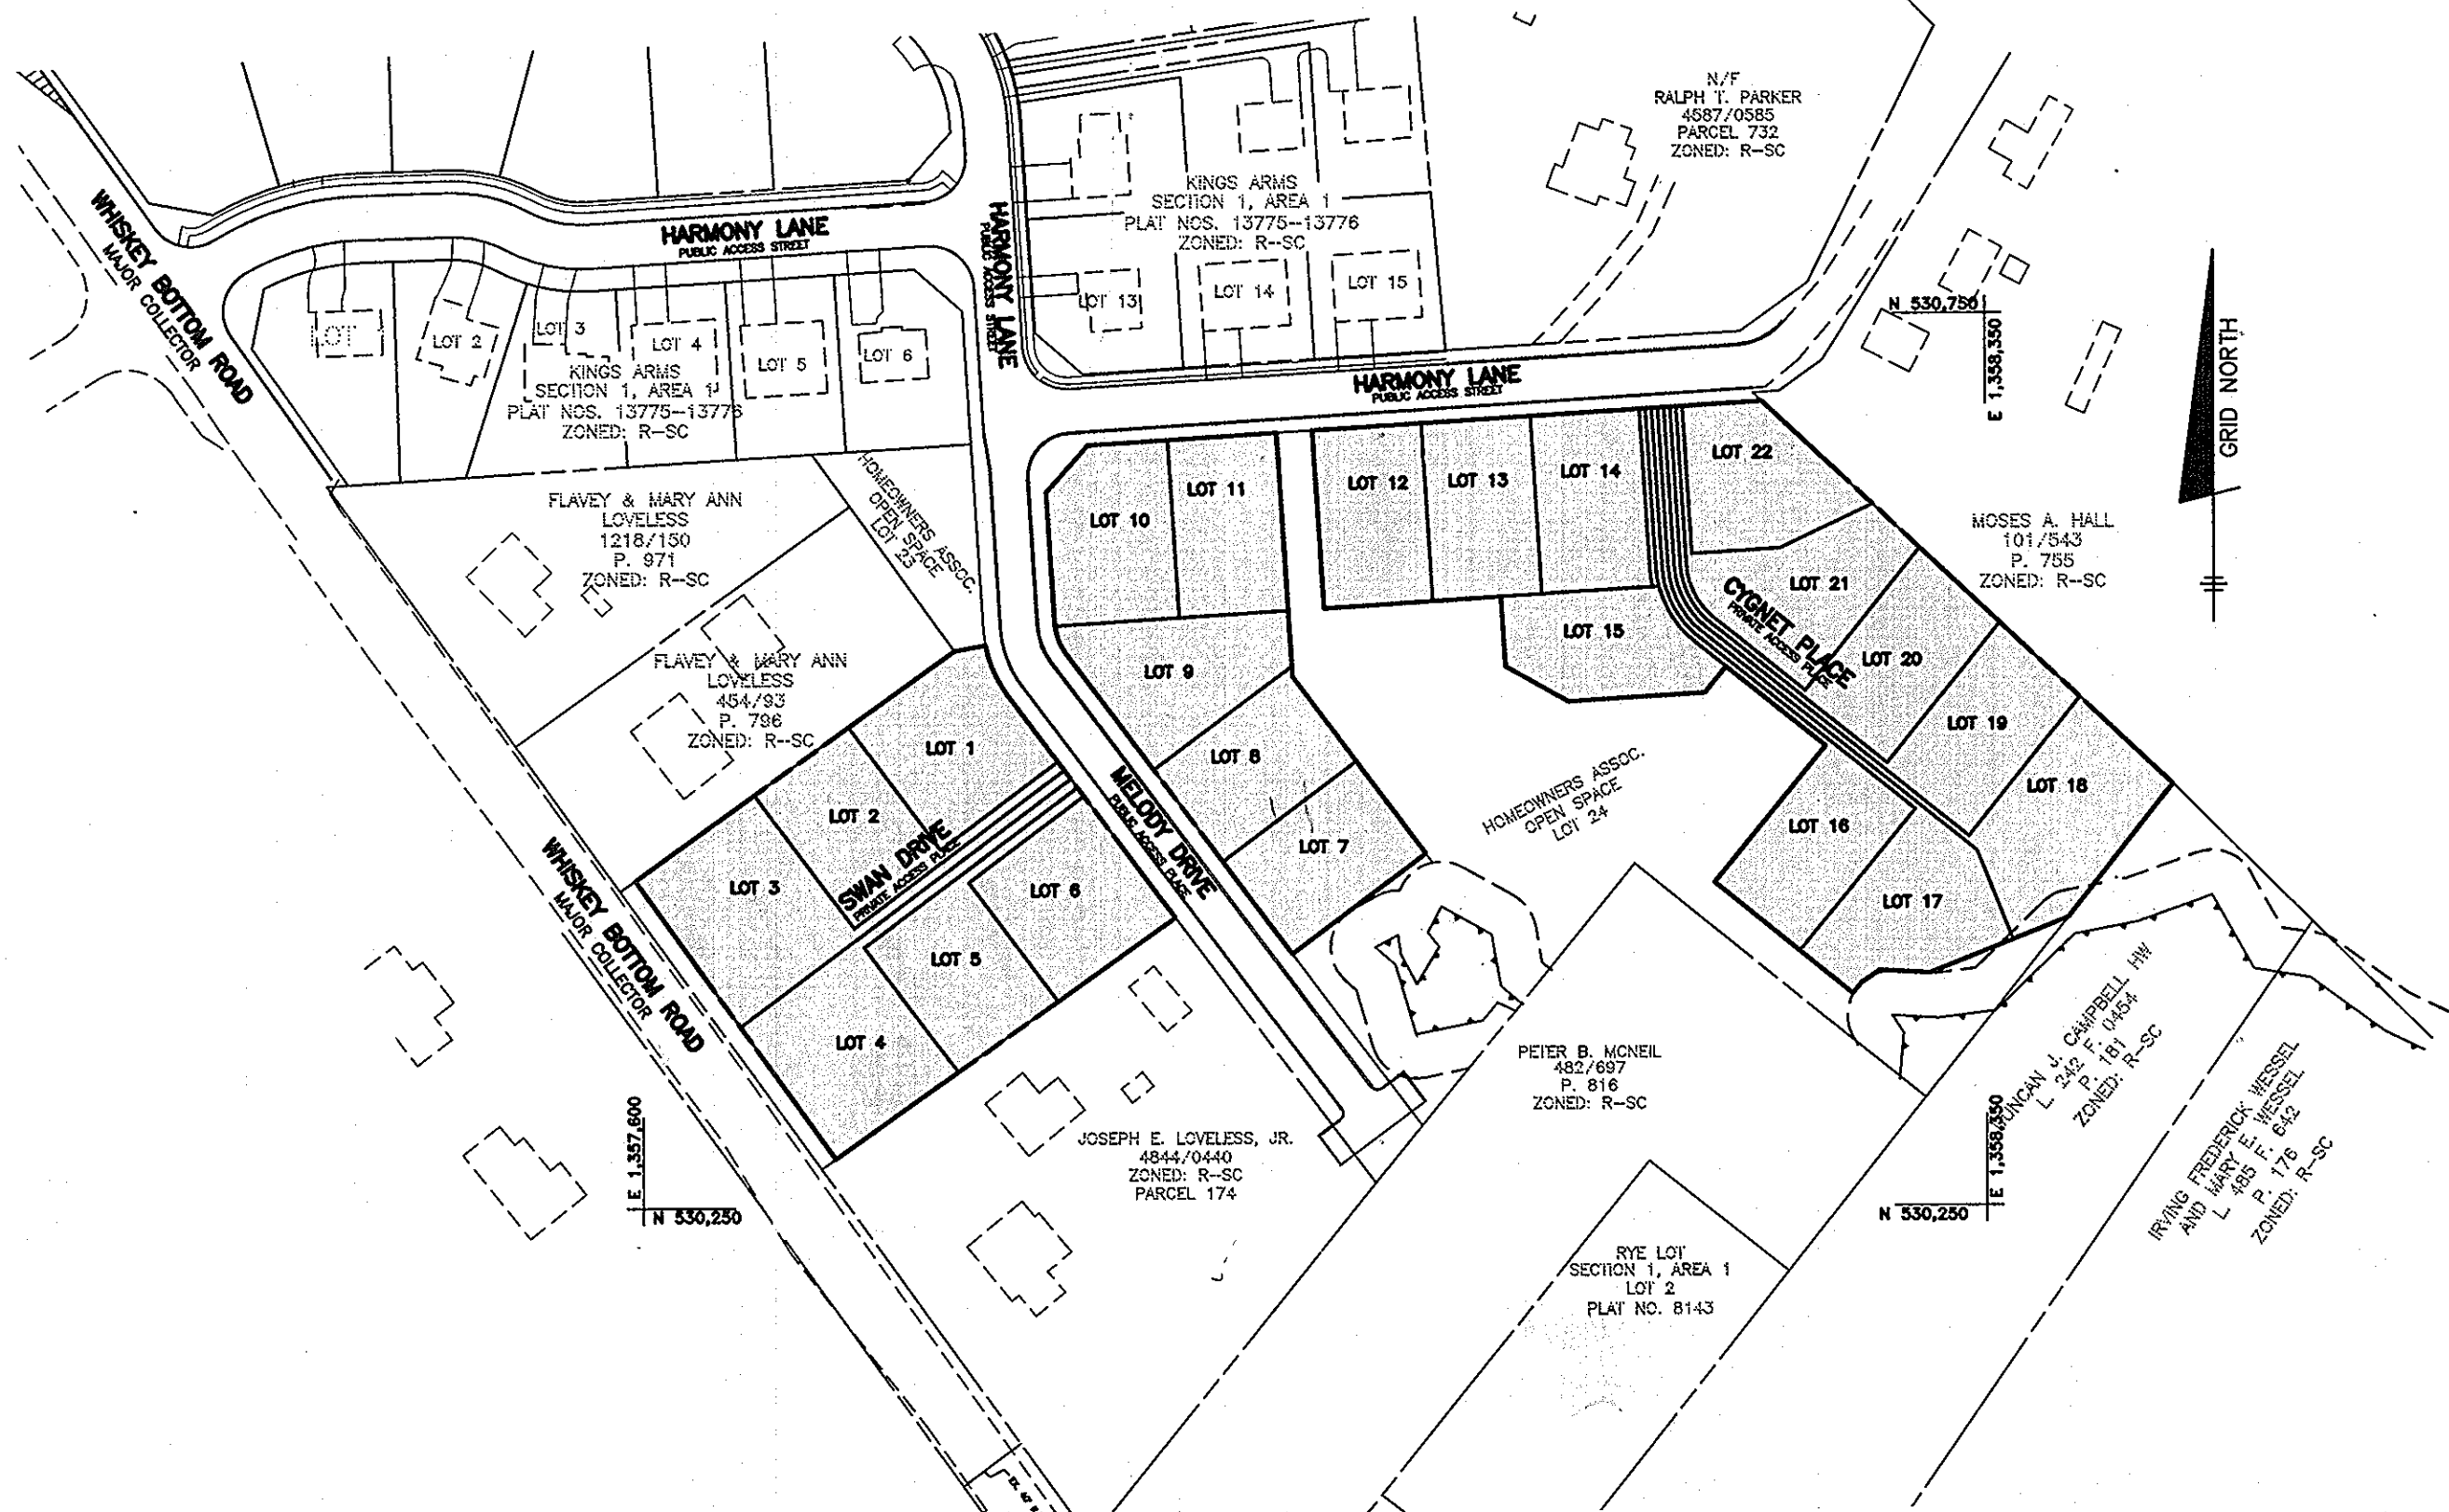 N/F
RALPH T. PARKER
4587/0585
PARCEL 732
ZONED: R-SC
KINGS ARMS
SECTION 1, AREA 1
PLAT NOS. 13775-13776
ZONED: R-SC
LOT 13
LOT 14
LOT 15
WHISKEY BOTTOM ROAD
MAJOR COLLECTOR
HARMONY LANE
PUBLIC ACCESS STREET
HARMONY LANE
PUBLIC ACCESS STREET
LOT
LOT 2
LOT 3
LOT 4
LOT 5
LOT 6
KINGS ARMS
SECTION 1, AREA 1
PLAT NOS. 13775-13776
ZONED: R-SC
HARMONY LANE
PUBLIC ACCESS STREET
N 530,750
E 1,358,350
GRID NORTH
FLAVEY & MARY ANN
LOVELESS
1218/150
P. 971
ZONED: R-SC
HOMEOWNERS ASSOC.
OPEN SPACE
LOT 23
LOT 10
LOT 11
LOT 12
LOT 13
LOT 14
LOT 22
MOSES A. HALL
101/543
P. 755
ZONED: R-SC
FLAVEY & MARY ANN
LOVELESS
454/93
P. 796
ZONED: R-SC
LOT 9
LOT 15
LOT 21
CYGNET PLACE
PRIVATE ACCESS PLACE
LOT 20
LOT 1
LOT 2
LOT 3
SWAN DRIVE
PRIVATE ACCESS PLACE
LOT 8
LOT 7
MELODY DRIVE
PUBLIC ACCESS PLACE
HOMEOWNERS ASSOC.
OPEN SPACE
LOT 24
LOT 19
LOT 18
LOT 16
LOT 17
LOT 6
LOT 5
LOT 4
WHISKEY BOTTOM ROAD
MAJOR COLLECTOR
E 1,357,600
N 530,250
JOSEPH E. LOVELESS, JR.
4844/0440
ZONED: R-SC
PARCEL 174
PETER B. MCNEIL
482/697
P. 816
ZONED: R-SC
DUNCAN J. CAMPBELL HW
L. 242 F. 0454
P. 181
ZONED: R-SC
E 1,358,350
N 530,250
IRVING FREDERICK WESSEL
AND MARY E. WESSEL
L. 485 F. 642
P. 176
ZONED: R-SC
RYE LOT
SECTION 1, AREA 1
LOT 2
PLAT NO. 8143